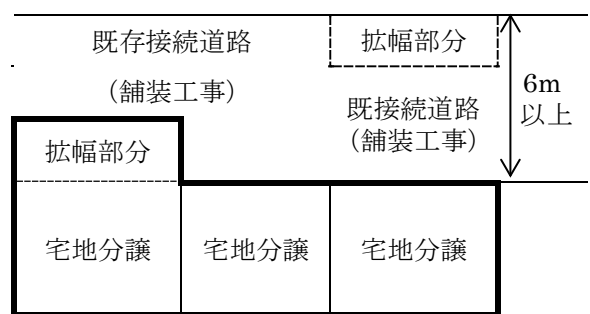 既存接続道路
拡幅部分
（舗装工事）
6m
以上
既接続道路
（舗装工事）
拡幅部分
宅地分譲
宅地分譲
宅地分譲